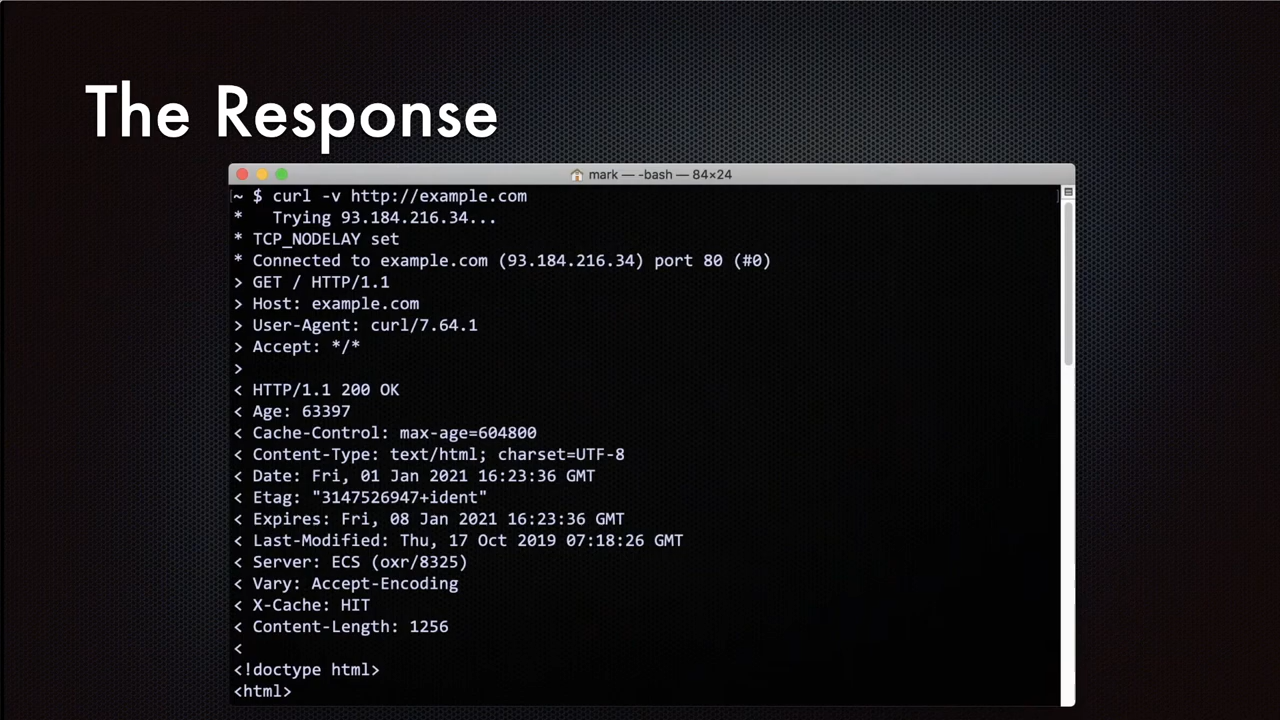 The Response
mark — -bash — 84×24
~ $ curl -v http://example.com
*   Trying 93.184.216.34...
* TCP_NODELAY set
* Connected to example.com (93.184.216.34) port 80 (#0)
> GET / HTTP/1.1
> Host: example.com
> User-Agent: curl/7.64.1
> Accept: */*
>
< HTTP/1.1 200 OK
< Age: 63397
< Cache-Control: max-age=604800
< Content-Type: text/html; charset=UTF-8
< Date: Fri, 01 Jan 2021 16:23:36 GMT
< Etag: "3147526947+ident"
< Expires: Fri, 08 Jan 2021 16:23:36 GMT
< Last-Modified: Thu, 17 Oct 2019 07:18:26 GMT
< Server: ECS (oxr/8325)
< Vary: Accept-Encoding
< X-Cache: HIT
< Content-Length: 1256
<
<!doctype html>
<html>